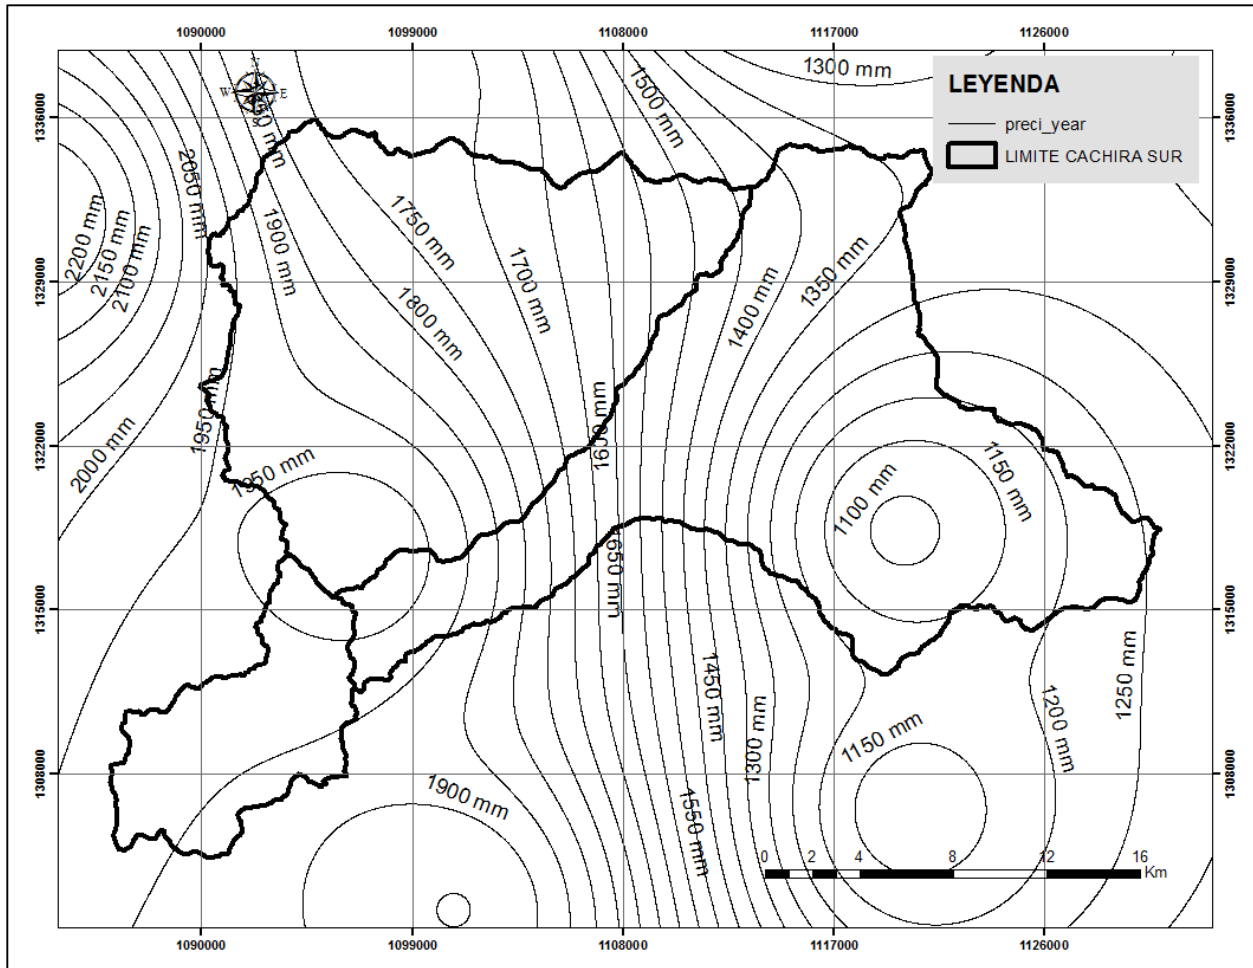 1090000 1099000 1108000 1117000 1126000
N
W E
S
LEYENDA
preci_year
LIMITE CACHIRA SUR
1300 mm
1500 mm
1336000 1336000
2050 mm
1900 mm
1750 mm
2200 mm
2150 mm
2100 mm
1700 mm
1350 mm
1400 mm
1329000 1329000
1800 mm
1950 mm
1600 mm
2000 mm
1322000 1322000
1950 mm
1150 mm
1100 mm
1650 mm
1315000 1315000
1450 mm
1250 mm
1200 mm
1300 mm
1150 mm
1308000 1308000
1900 mm
1550 mm
0 2 4 8 12 16
Km
1090000 1099000 1108000 1117000 1126000